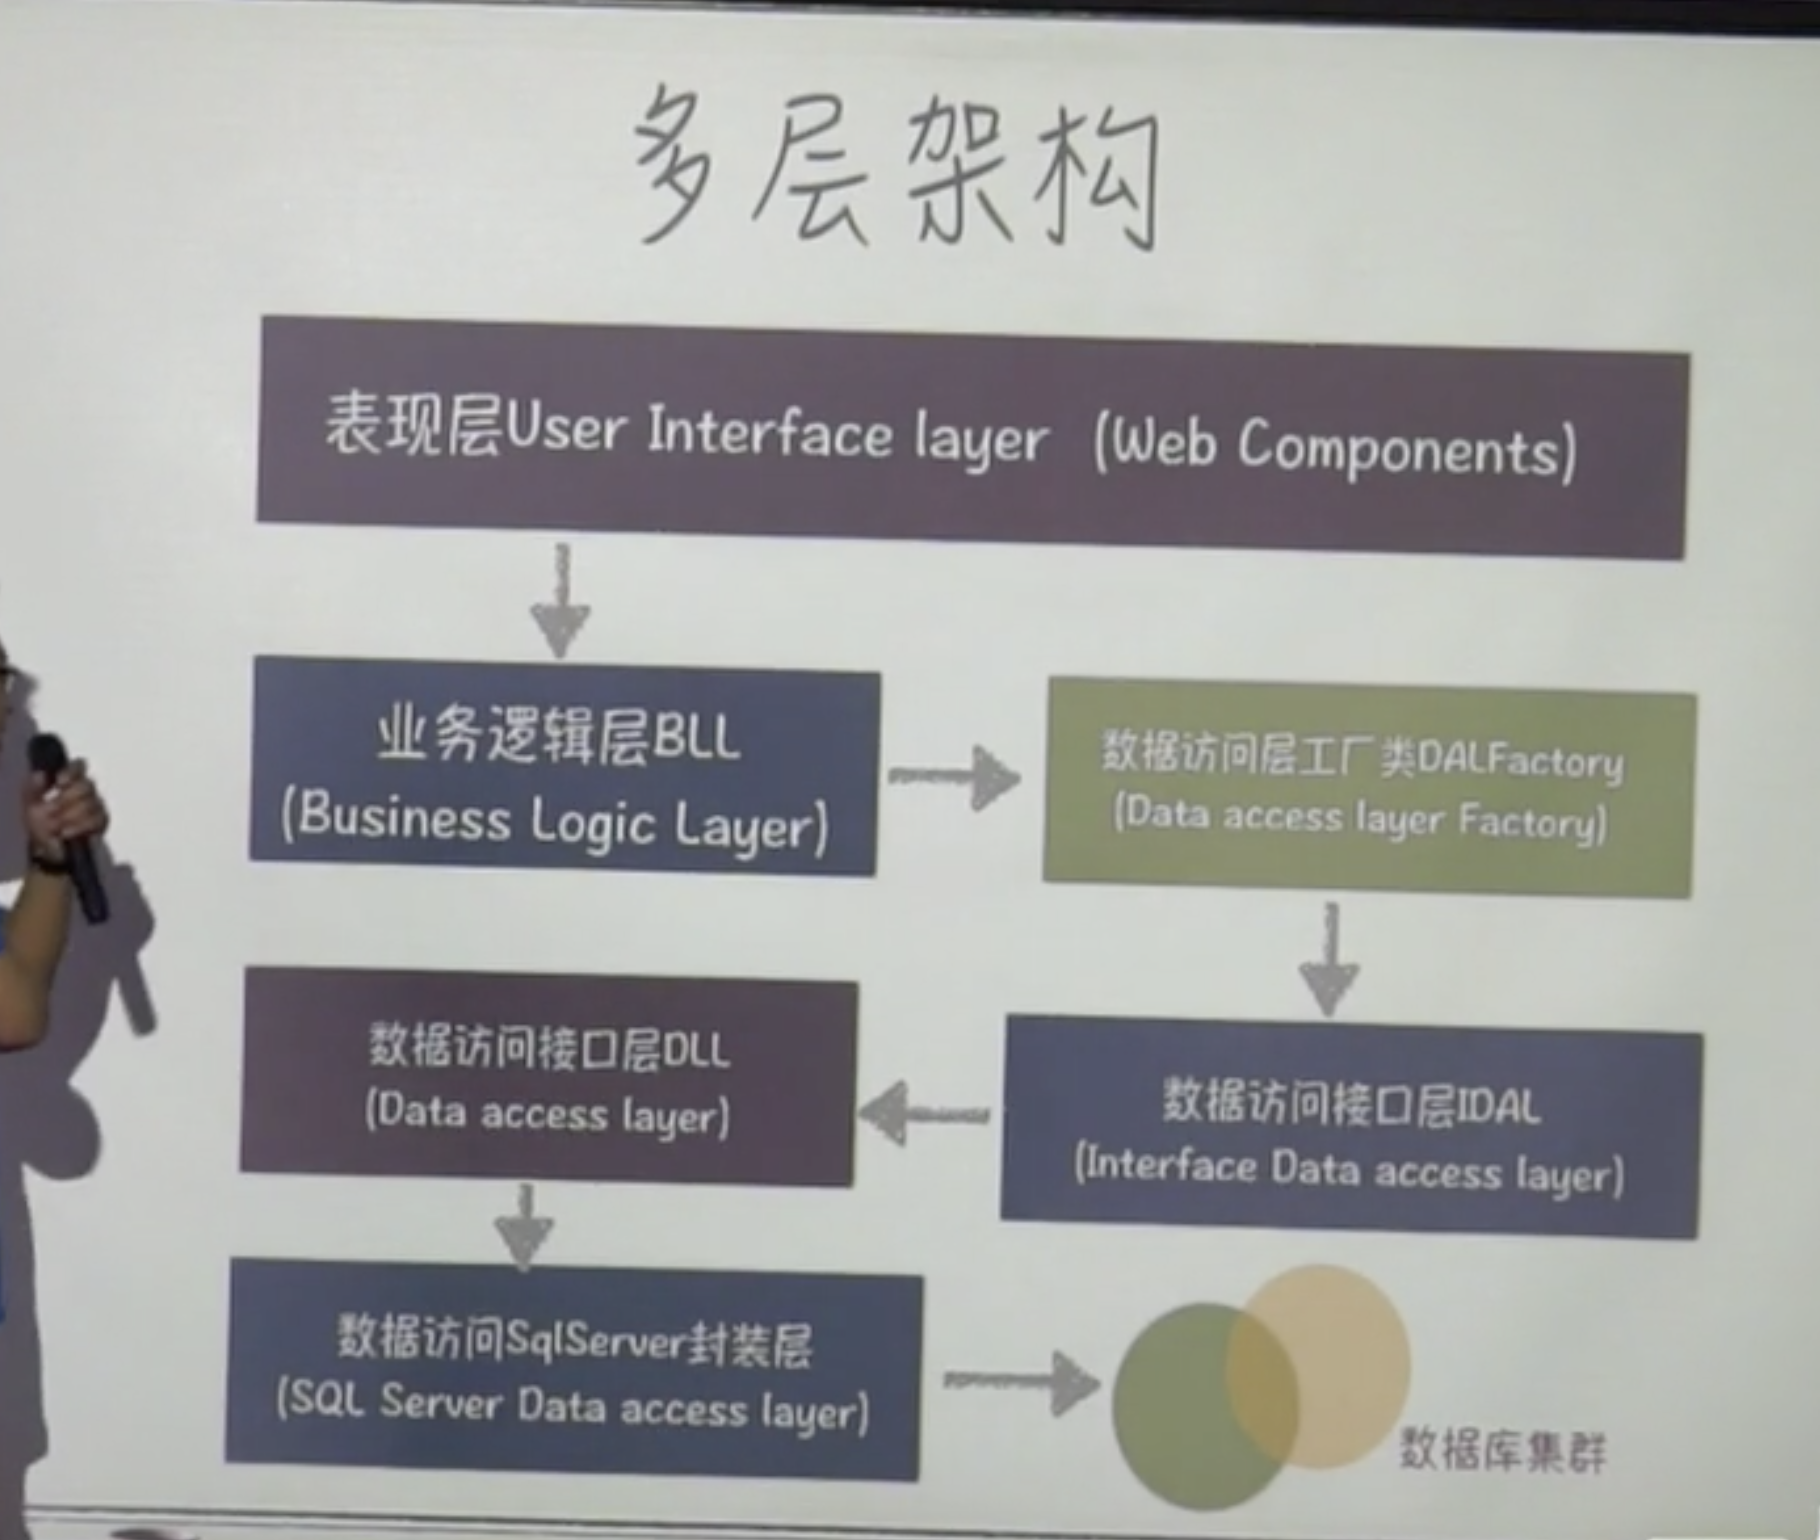 多层架构
表现层User Interface layer (Web Components)
业务逻辑层BLL
(Business Logic Layer)
数据访问层工厂类DALFactory
(Data access layer Factory)
数据访问接口层DLL
(Data access layer)
数据访问接口层IDAL
(Interface Data access layer)
数据访问SqlServer封装层
(SQL Server Data access layer)
数据库集群